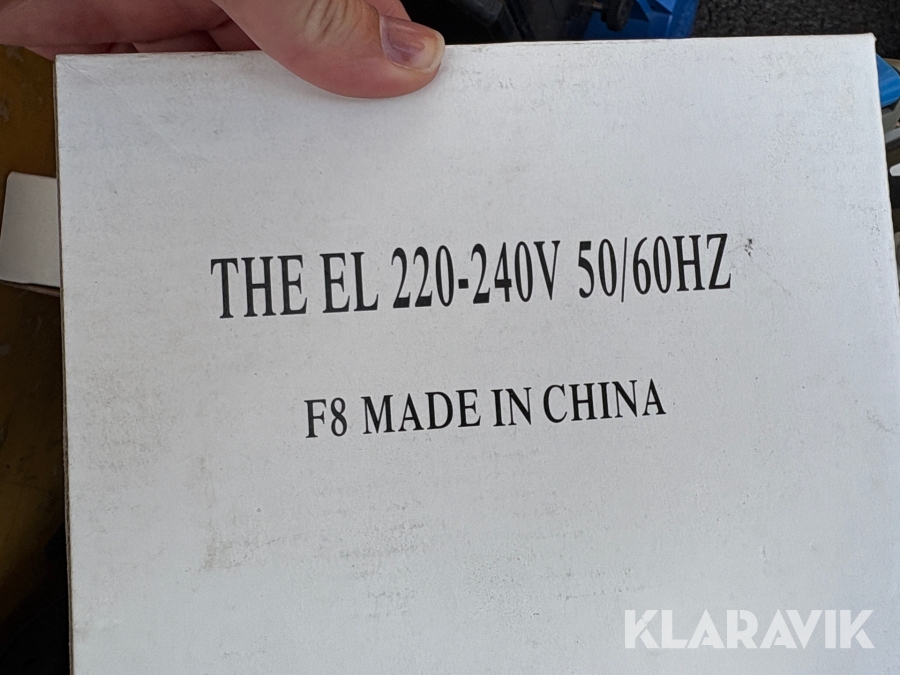 THE EL 220-240V 50/60HZ
F8 MADE IN CHINA
KLARAVIK